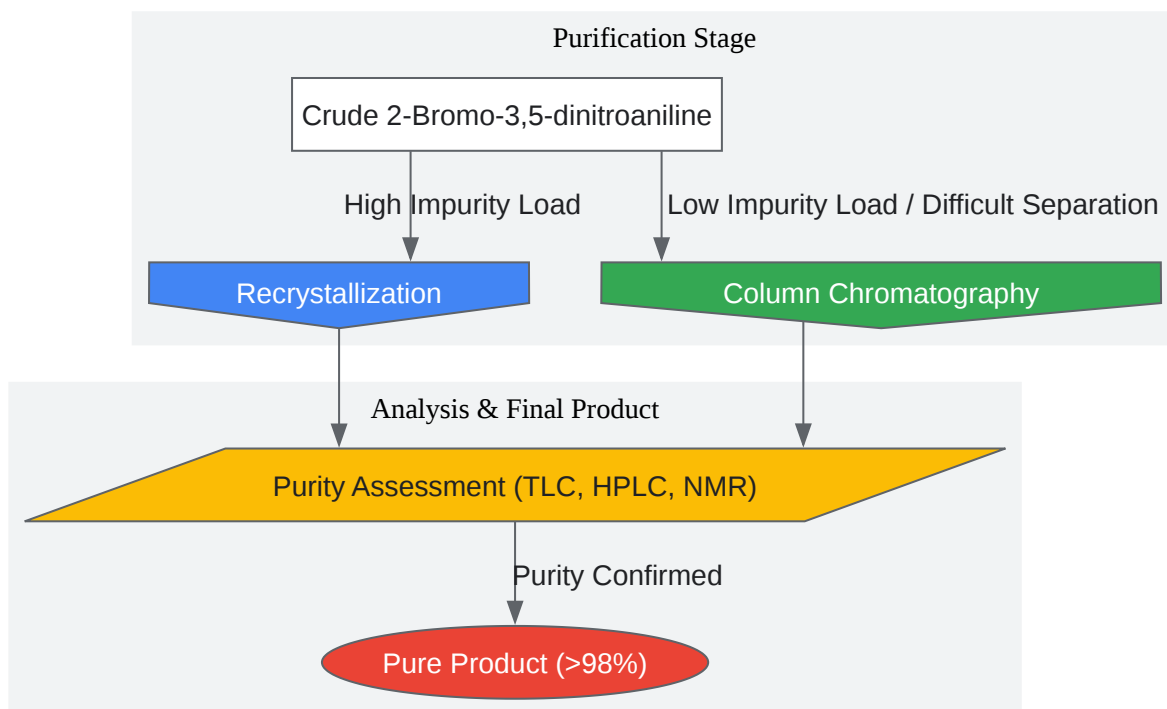 Purification Stage
Crude 2-Bromo-3,5-dinitroaniline
High Impurity Load
Low Impurity Load / Difficult Separation
Recrystallization
Column Chromatography
Analysis & Final Product
Purity Assessment (TLC, HPLC, NMR)
Purity Confirmed
Pure Product (>98%)